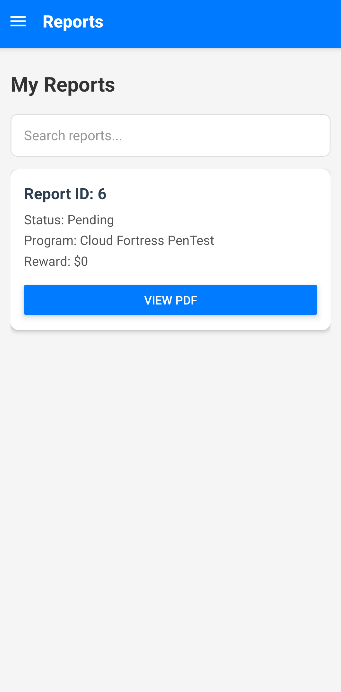 Reports
My Reports
Search reports...
Report ID: 6
Status: Pending
Program: Cloud Fortress PenTest
Reward: $0
VIEW PDF